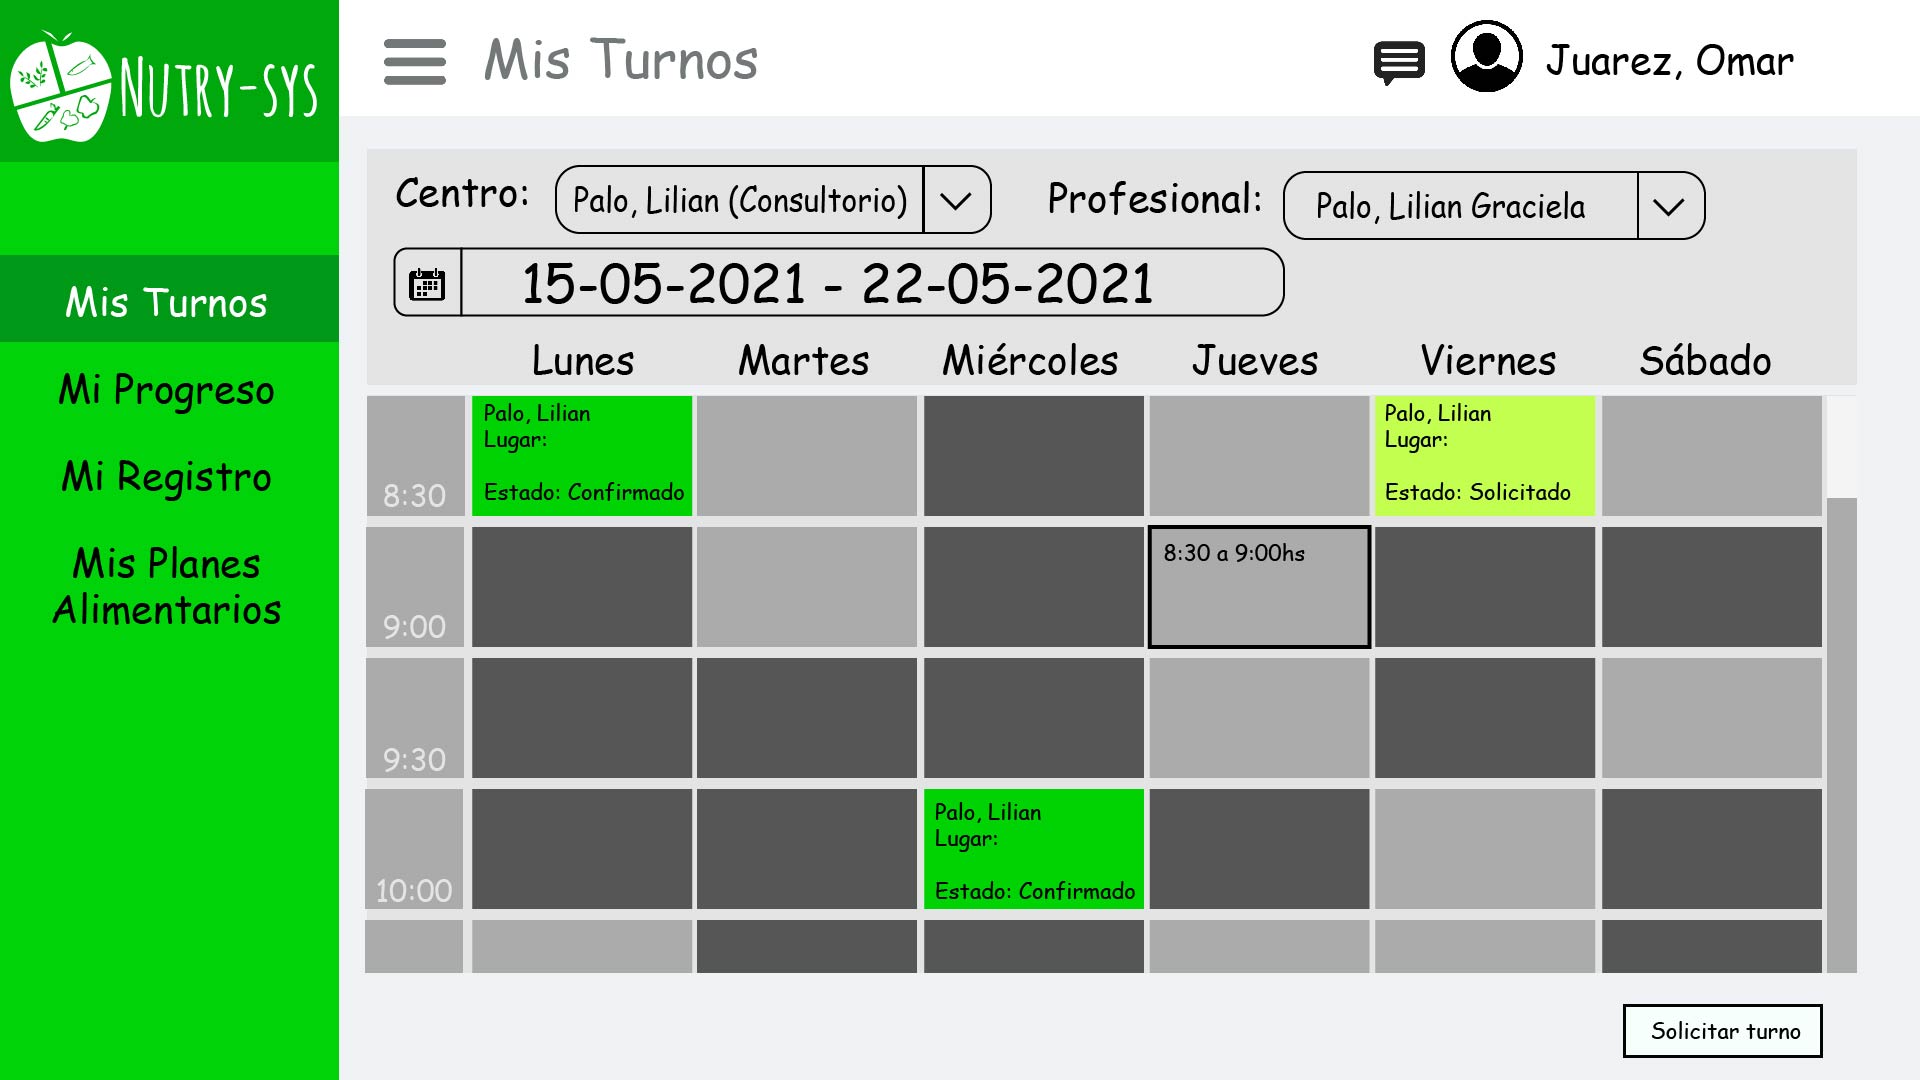 NUTRY-SYS
Mis Turnos
Juarez, Omar
Mis Turnos
Mi Progreso
Mi Registro
Mis Planes
Alimentarios
Centro:
Palo, Lilian (Consultorio)
Profesional:
Palo, Lilian Graciela
15-05-2021 - 22-05-2021
Lunes Martes Miércoles Jueves Viernes Sábado
8:30
Palo, Lilian
Lugar:
Estado: Confirmado
Palo, Lilian
Lugar:
Estado: Solicitado
9:00
8:30 a 9:00hs
9:30
10:00
Palo, Lilian
Lugar:
Estado: Confirmado
Solicitar turno